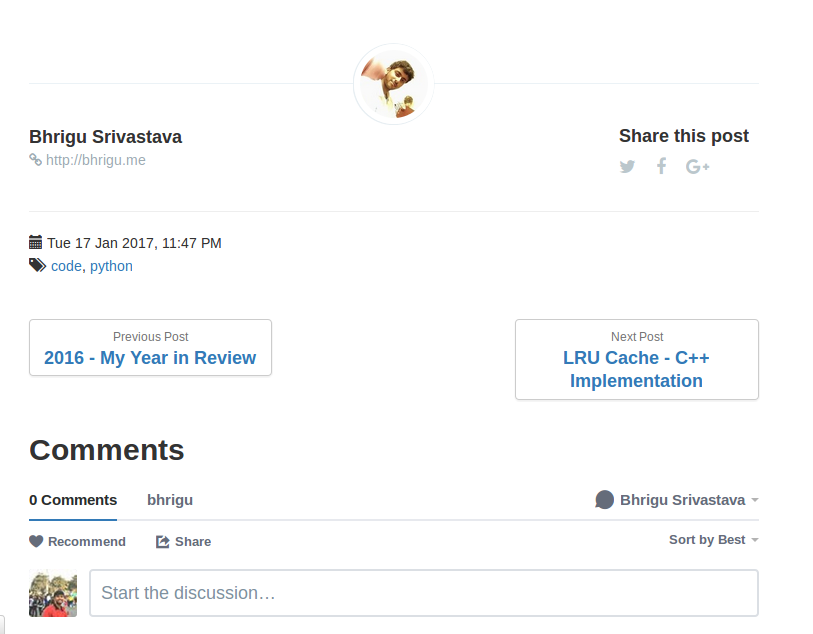 Bhrigu Srivastava
http://bhrigu.me
Share this post
G+
Tue 17 Jan 2017, 11:47 PM
code, python
Previous Post
2016 - My Year in Review
Next Post
LRU Cache - C++
Implementation
Comments
0 Comments bhrigu Bhrigu Srivastava
Recommend Share Sort by Best
Start the discussion…